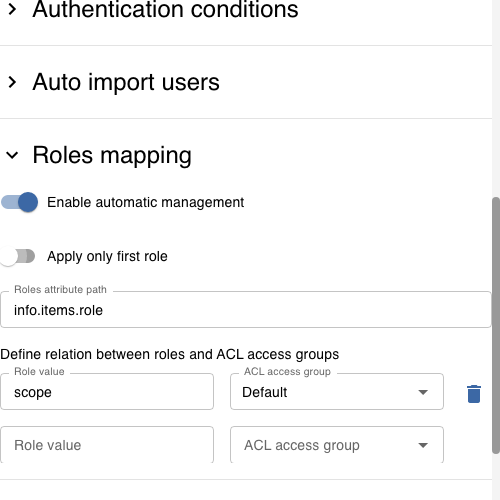 Authentication conditions
Auto import users
Roles mapping
Enable automatic management
Apply only first role
Roles attribute path
info.items.role
Define relation between roles and ACL access groups
Role value
ACL access group
scope
Default
Role value
ACL access group